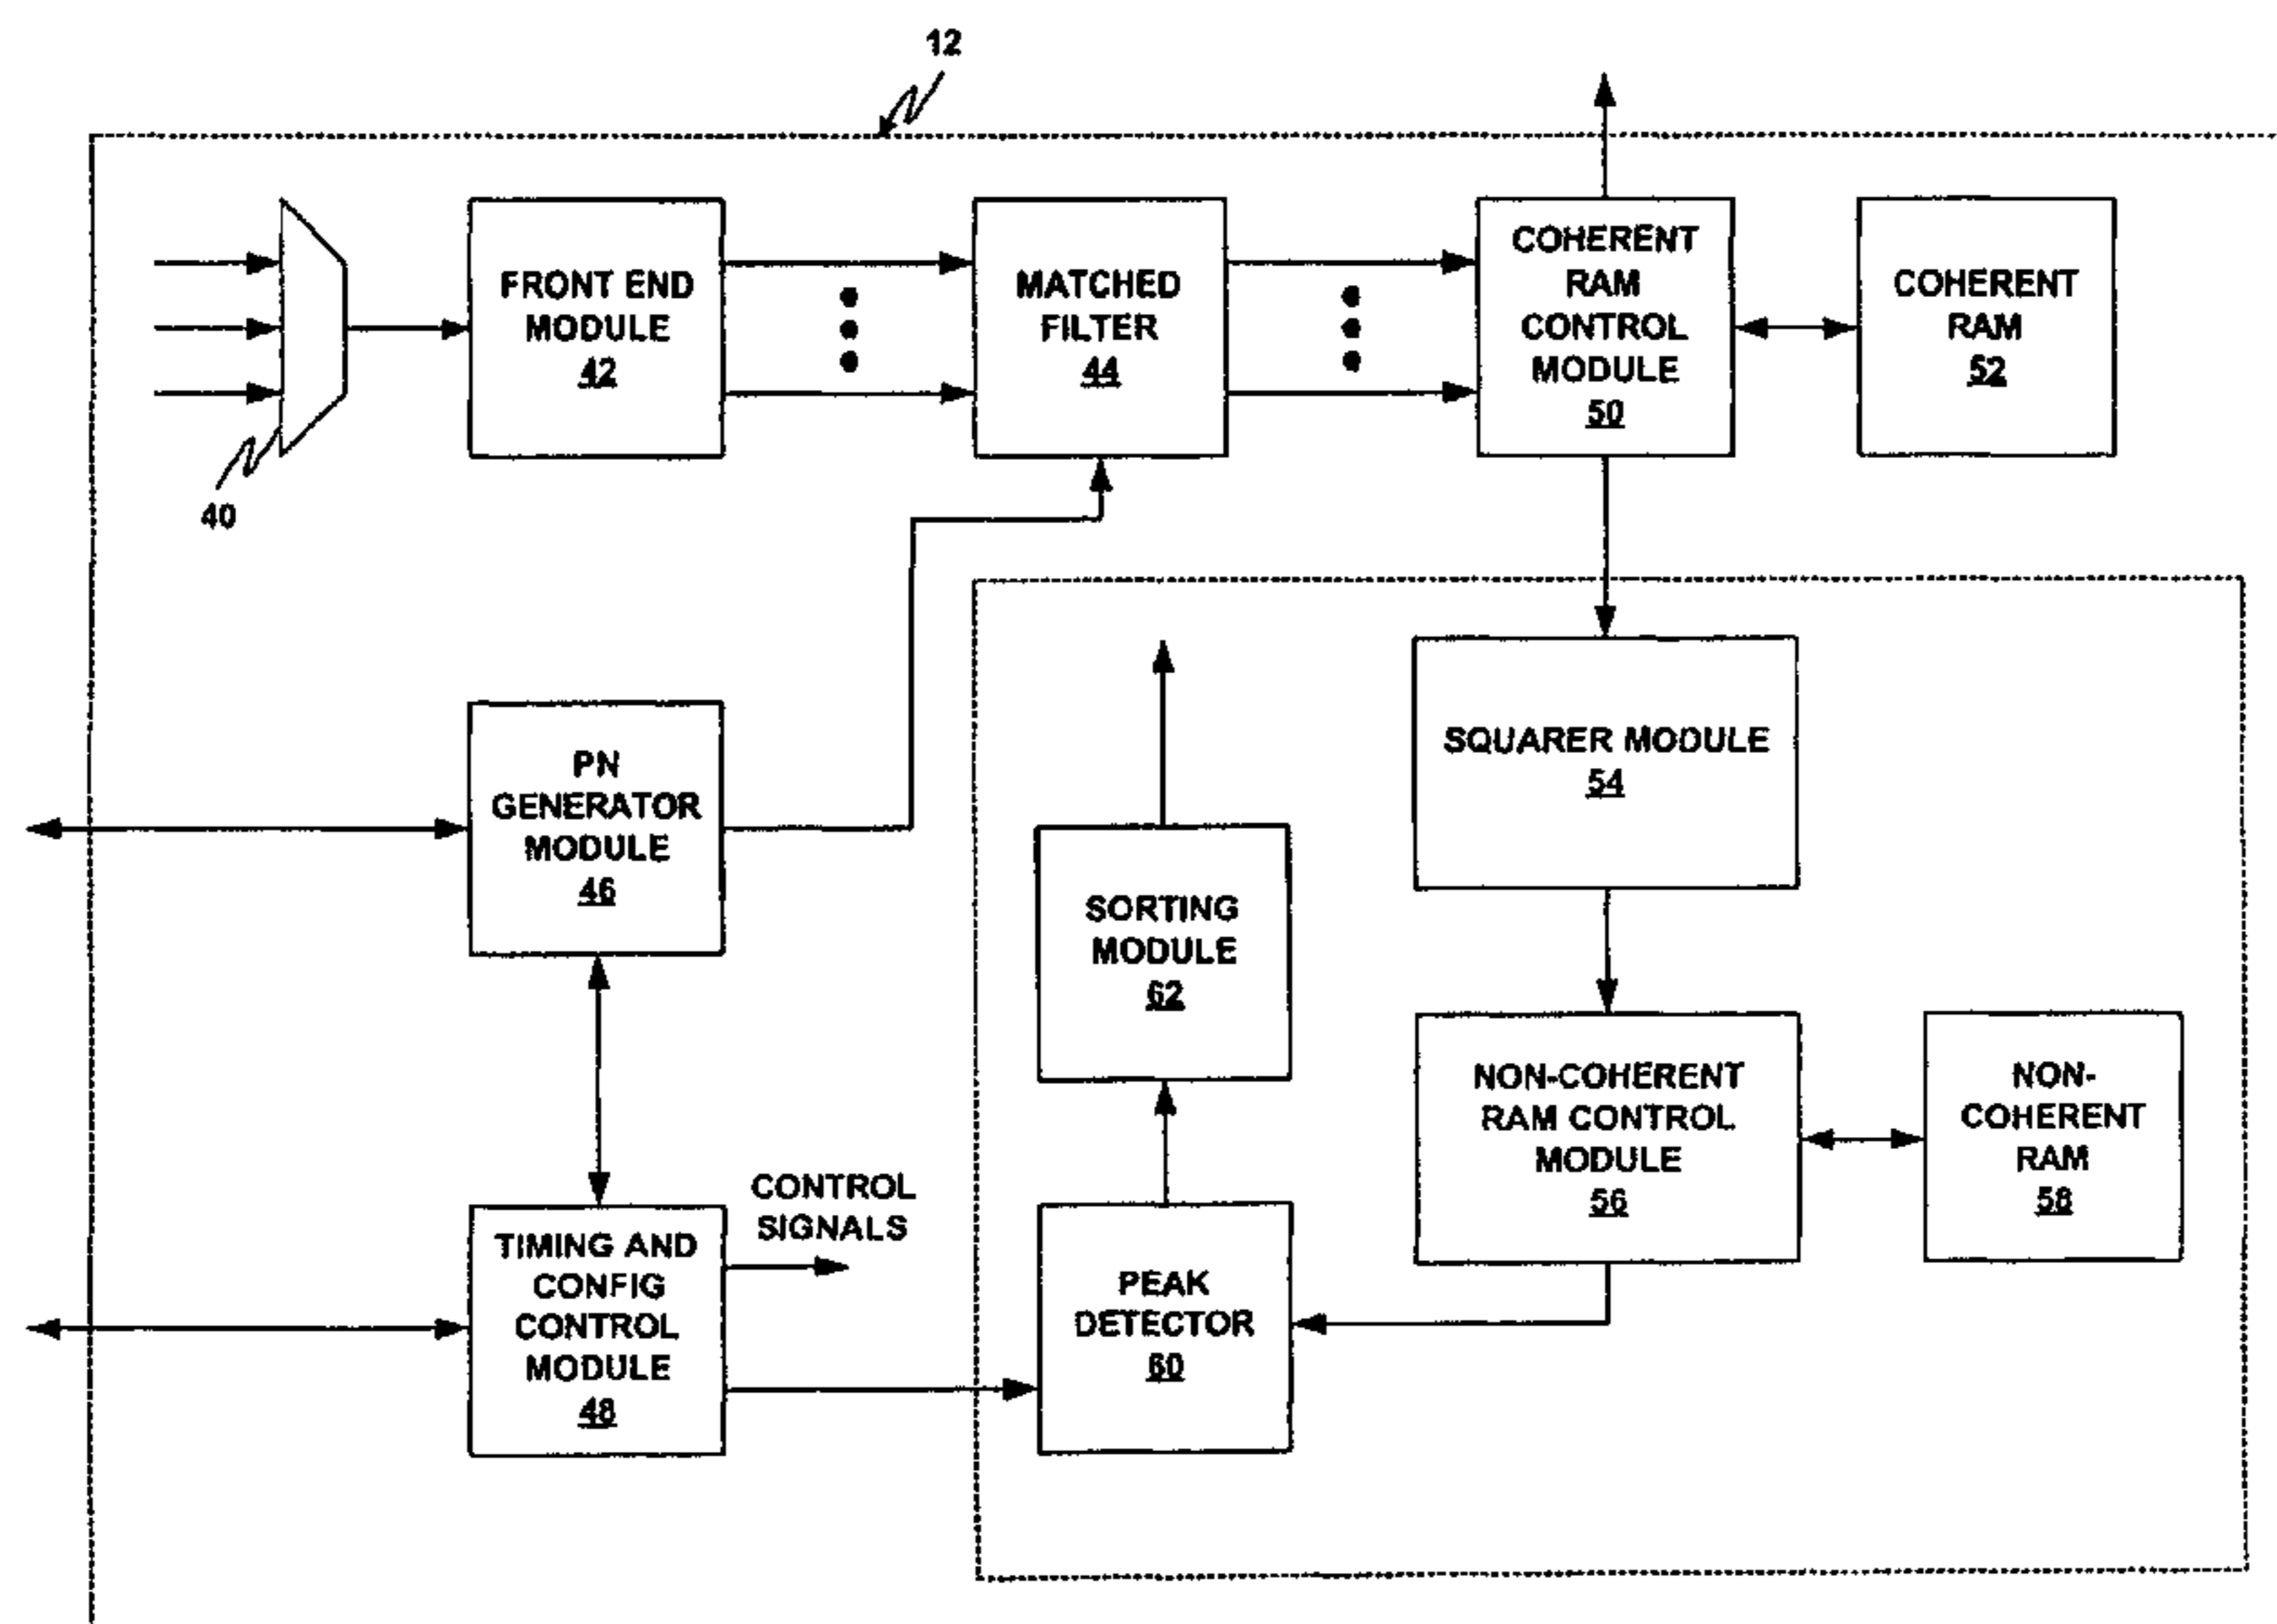 12
FRONT END
MODULE
42
MATCHED
FILTER
44
COHERENT
RAM
CONTROL
MODULE
50
COHERENT
RAM
52
40
PN
GENERATOR
MODULE
46
SQUARER MODULE
54
SORTING
MODULE
62
NON-COHERENT
RAM CONTROL
MODULE
56
NON-
COHERENT
RAM
58
CONTROL
SIGNALS
TIMING AND
CONFIG
CONTROL
MODULE
48
PEAK
DETECTOR
60